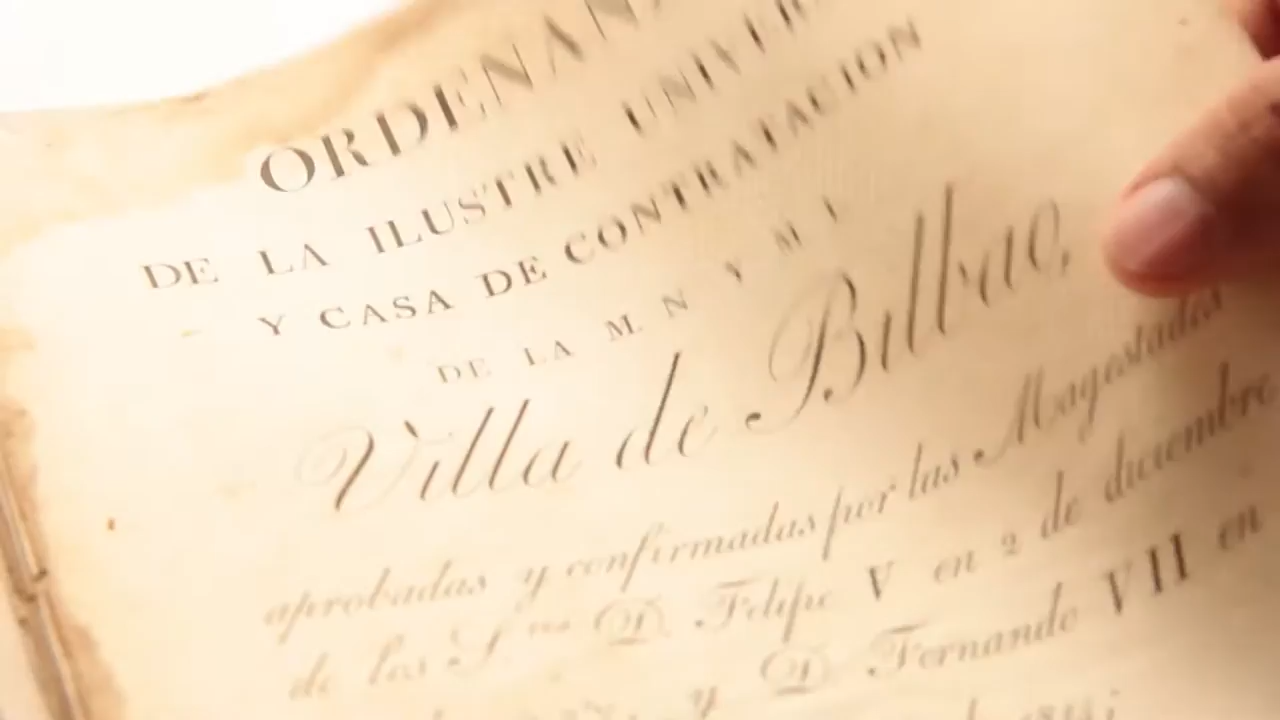 ORDENAN
DE LA ILUSTRE UNIVER
Y CASA DE CONTRATACION
DE LA M. N Y M I
Villa de Bilbao,
aprobadas y confirmadas por las Magestades
de los S.res D. Felipe V en 2 de diciembre
y D. Fernando VII en